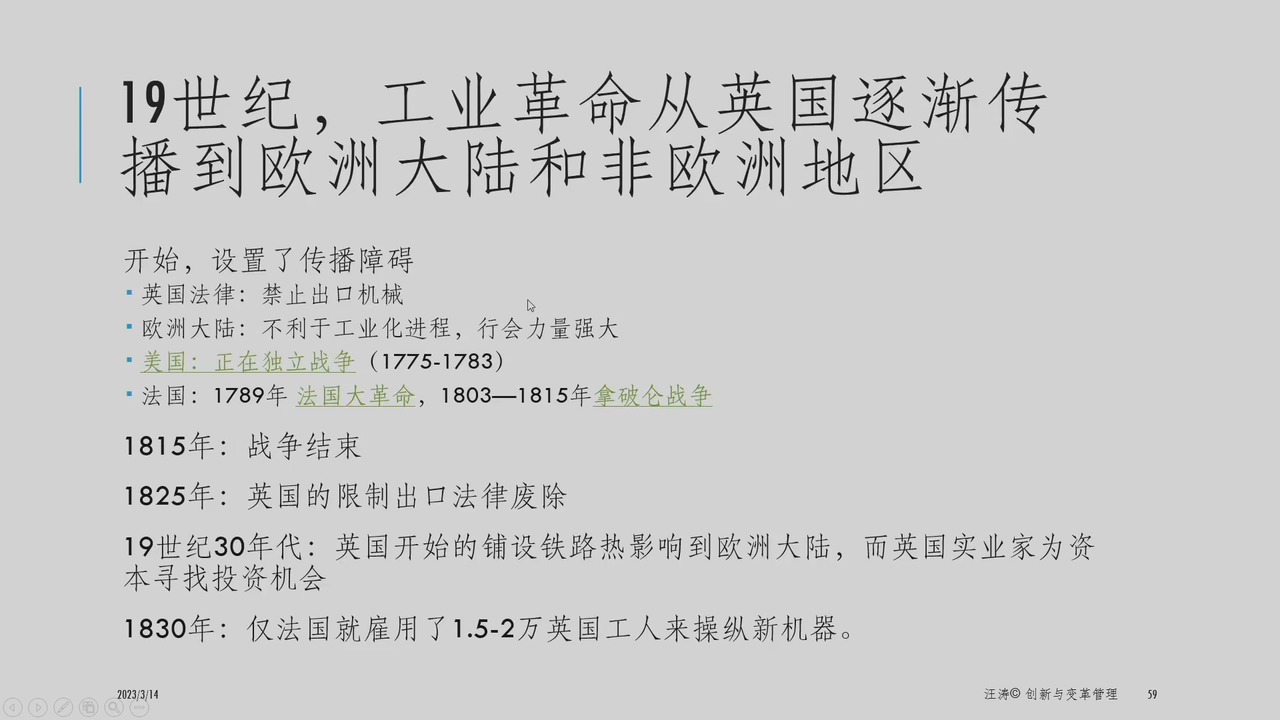 19世纪，工业革命从英国逐渐传
播到欧洲大陆和非欧洲地区
开始，设置了传播障碍
▪ 英国法律：禁止出口机械
▪ 欧洲大陆：不利于工业化进程，行会力量强大
▪ 美国：正在独立战争（1775-1783）
▪ 法国：1789年 法国大革命，1803—1815年拿破仑战争
1815年：战争结束
1825年：英国的限制出口法律废除
19世纪30年代：英国开始的铺设铁路热影响到欧洲大陆，而英国实业家为资
本寻找投资机会
1830年：仅法国就雇用了1.5-2万英国工人来操纵新机器。
2023/3/14
汪涛© 创新与变革管理
59